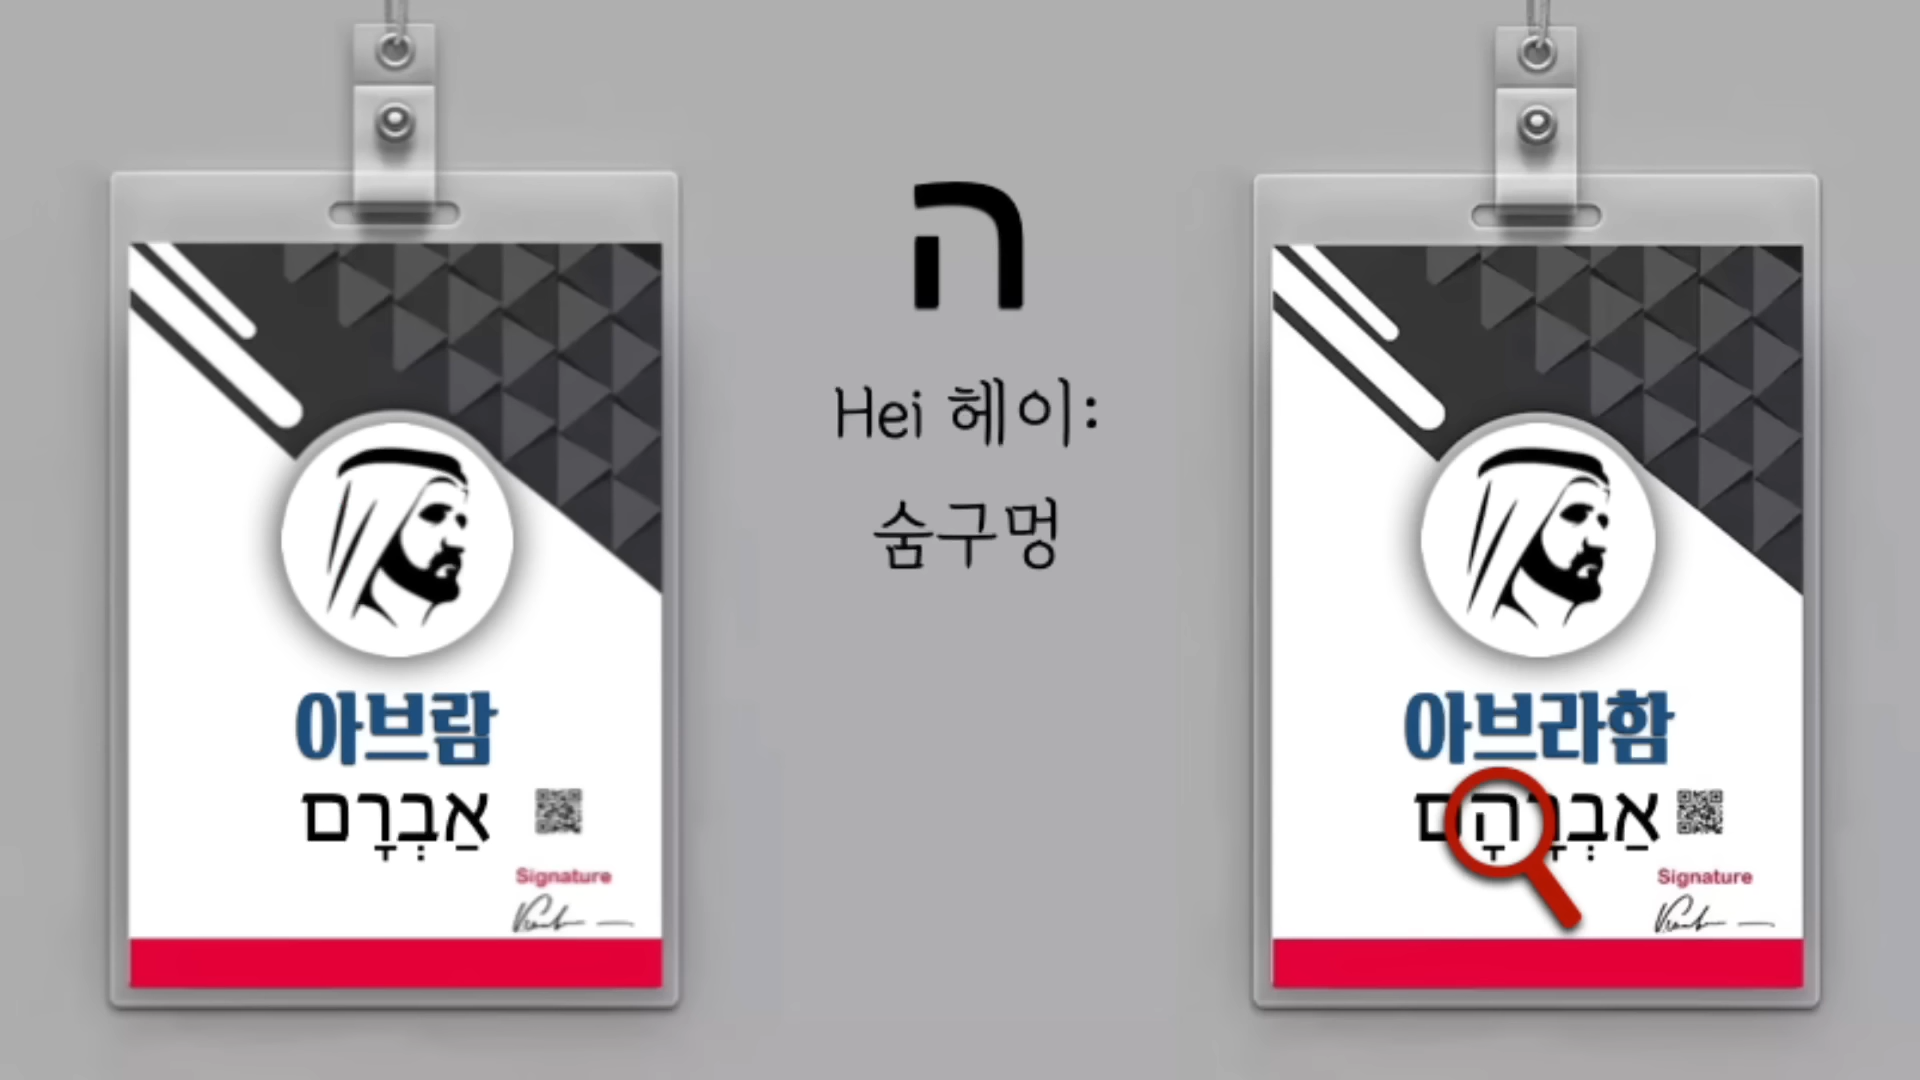 아브람
אַבְרָם
Signature
ה
Hei 헤이:
숨구멍
아브라함
אַבְרָהָם
Signature